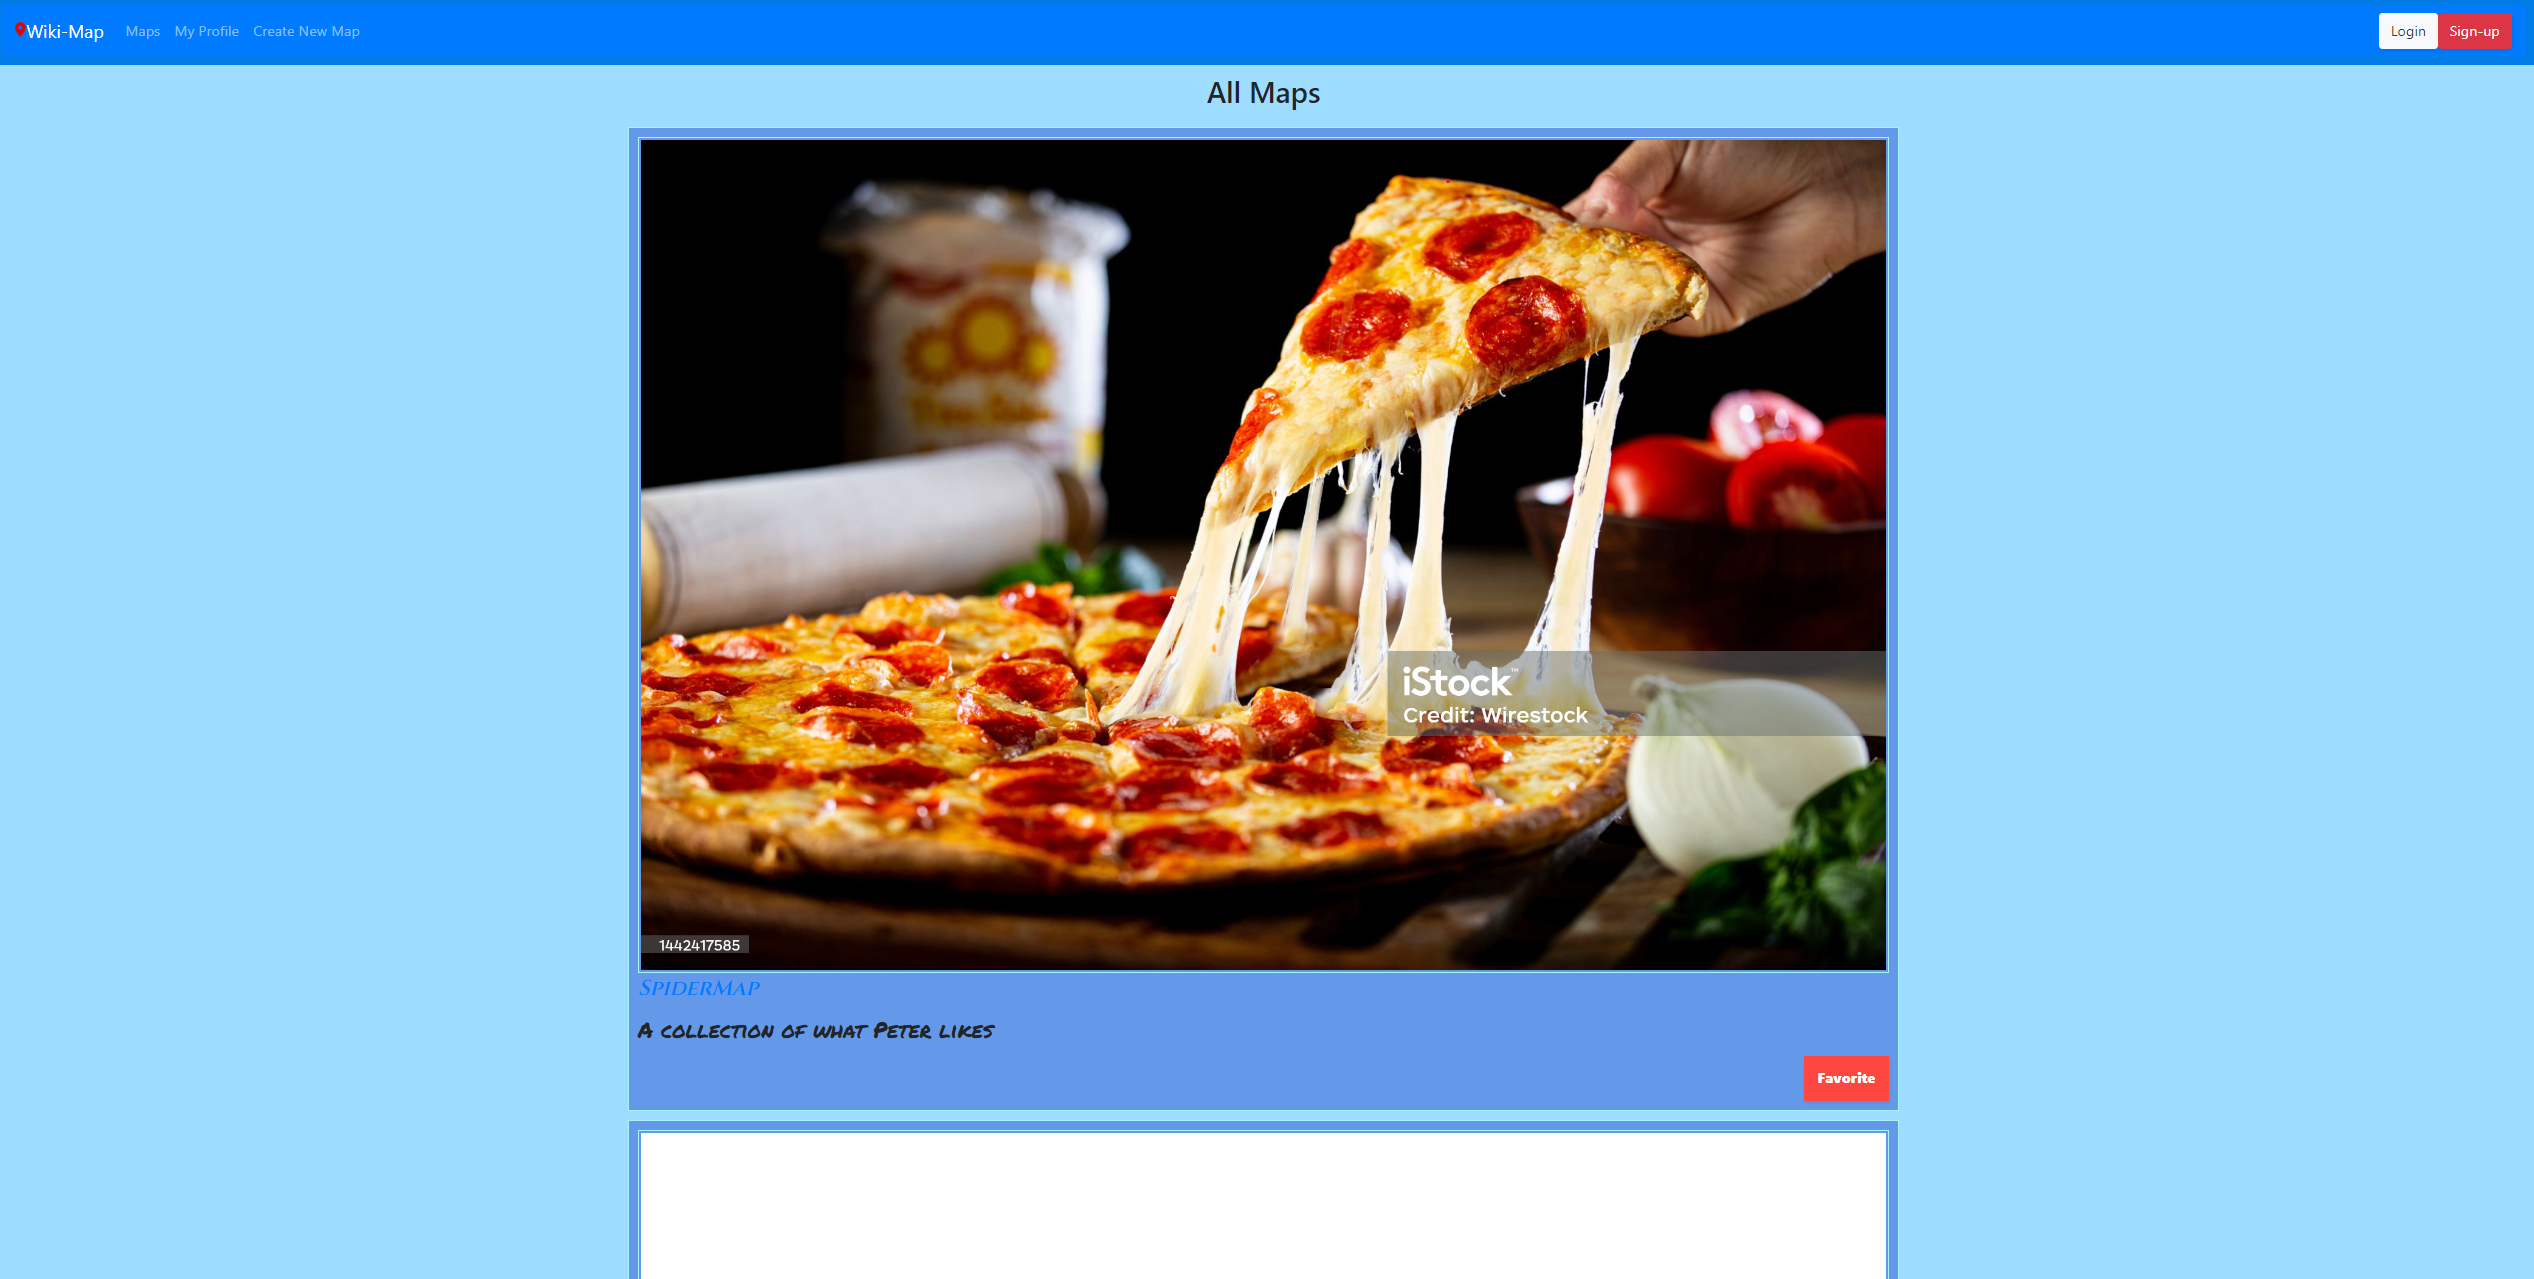 Wiki-Map Maps My Profile Create New Map Login Sign-up
All Maps
iStock™
Credit: Wirestock
1442417585
SpiderMap
A collection of what Peter likes
Favorite